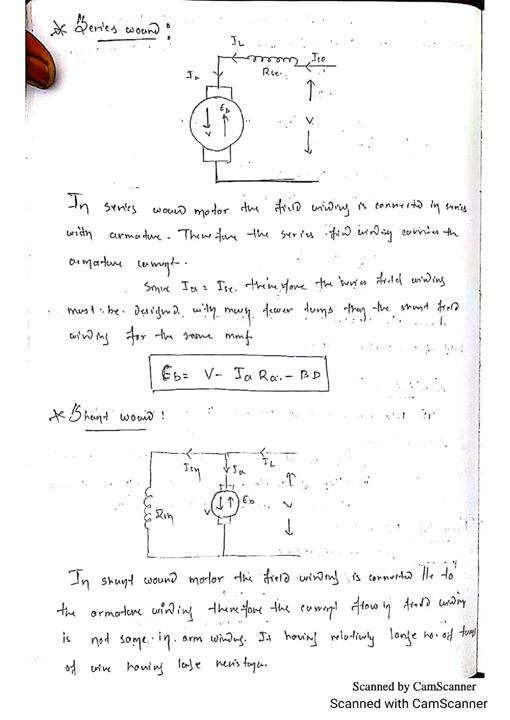 * Series wound :
IL
Ise
Rse
Ia
Eb
V
V
In series wound motor the field winding is connected in series
with armature. Therefore the series field winding carries the
armature current.
Since Ia = Ise. therefore the series field winding
must be designed with many fewer turns than the shunt field
winding for the same mmf
Eb = V - Ia Ra. - BD
* Shunt wound :
Ish
Ia
IL
Rsh
V
Eb
V
In shunt wound motor the field winding is connected lle to
the armature winding therefore the current flow in field winding
is not same in arm winding. It having relatively large no. of turns
of wire having large
Scanned by CamScanner
Scanned with CamScanner